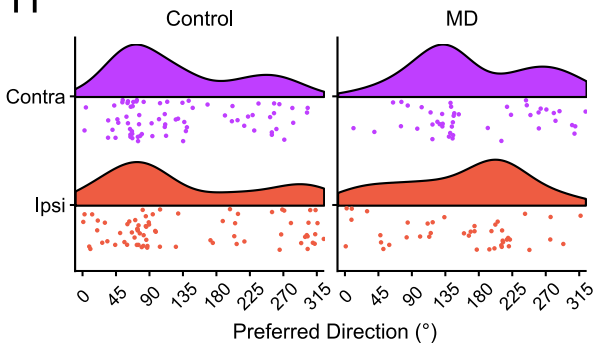 Control MD
Contra
Ipsi
0 45 90 135 180 225 270 315 0 45 90 135 180 225 270 315
Preferred Direction (°)